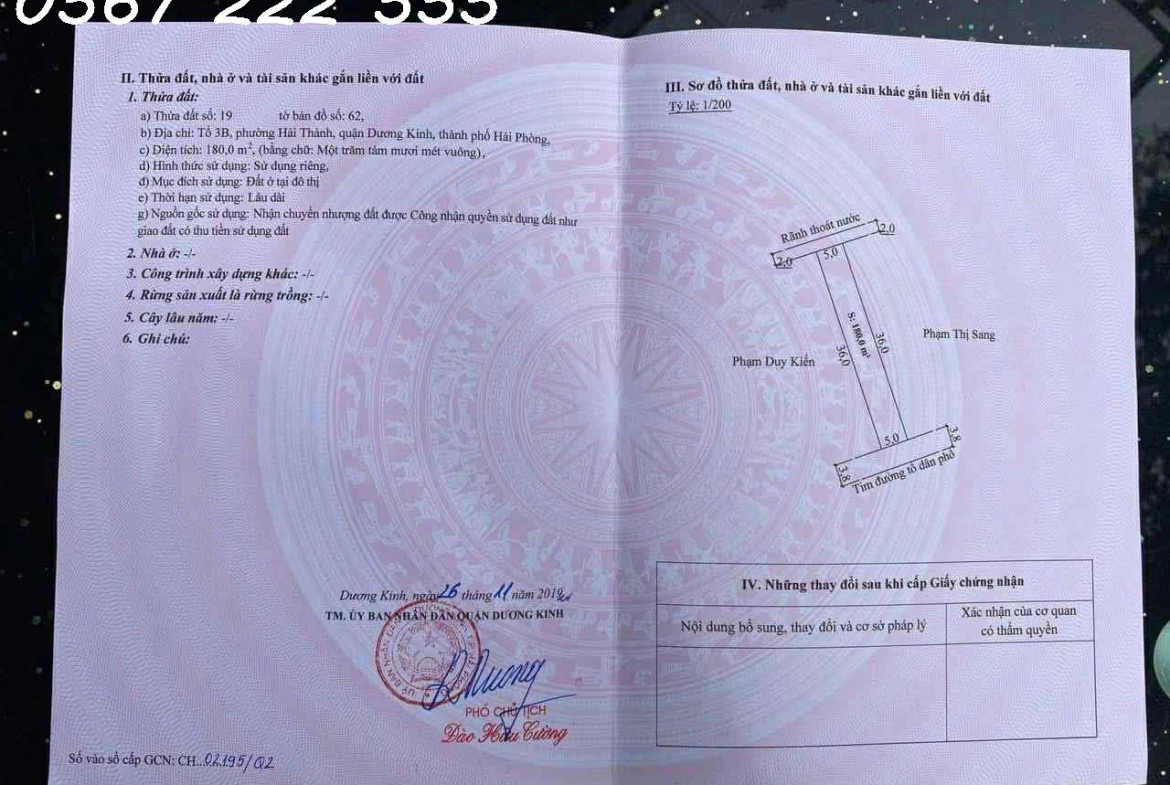 0387 222 333
II. Thửa đất, nhà ở và tài sản khác gắn liền với đất
1. Thửa đất:
a) Thửa đất số: 19 tờ bản đồ số: 62,
b) Địa chỉ: Tổ 3B, phường Hải Thành, quận Dương Kinh, thành phố Hải Phòng,
c) Diện tích: 180,0 m², (bằng chữ: Một trăm tám mươi mét vuông),
d) Hình thức sử dụng: Sử dụng riêng,
đ) Mục đích sử dụng: Đất ở tại đô thị
e) Thời hạn sử dụng: Lâu dài
g) Nguồn gốc sử dụng: Nhận chuyển nhượng đất được Công nhận quyền sử dụng đất như
giao đất có thu tiền sử dụng đất
2. Nhà ở: -/-
3. Công trình xây dựng khác: -/-
4. Rừng sản xuất là rừng trồng: -/-
5. Cây lâu năm: -/-
6. Ghi chú:
Dương Kinh, ngày 26 tháng 11 năm 2019
TM. ỦY BAN NHÂN DÂN QUẬN DƯƠNG KINH
PHÓ CHỦ TỊCH
Đào Hữu Cường
Số vào sổ cấp GCN: CH..02195/Q2
III. Sơ đồ thửa đất, nhà ở và tài sản khác gắn liền với đất
Tỷ lệ: 1/200
Rãnh thoát nước
2,0
2,0
5,0
S: 180,0 m²
36,0
36,0
Phạm Thị Sang
Phạm Duy Kiến
5,0
3,8
3,8
Tim đường tổ dân phố
IV. Những thay đổi sau khi cấp Giấy chứng nhận
Nội dung bổ sung, thay đổi và cơ sở pháp lý
Xác nhận của cơ quan
có thẩm quyền